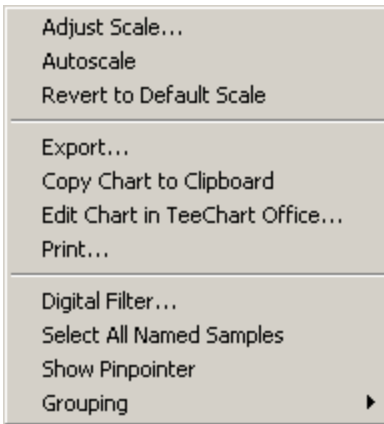 Adjust Scale...
Autoscale
Revert to Default Scale
Export...
Copy Chart to Clipboard
Edit Chart in TeeChart Office...
Print...
Digital Filter...
Select All Named Samples
Show Pinpointer
Grouping